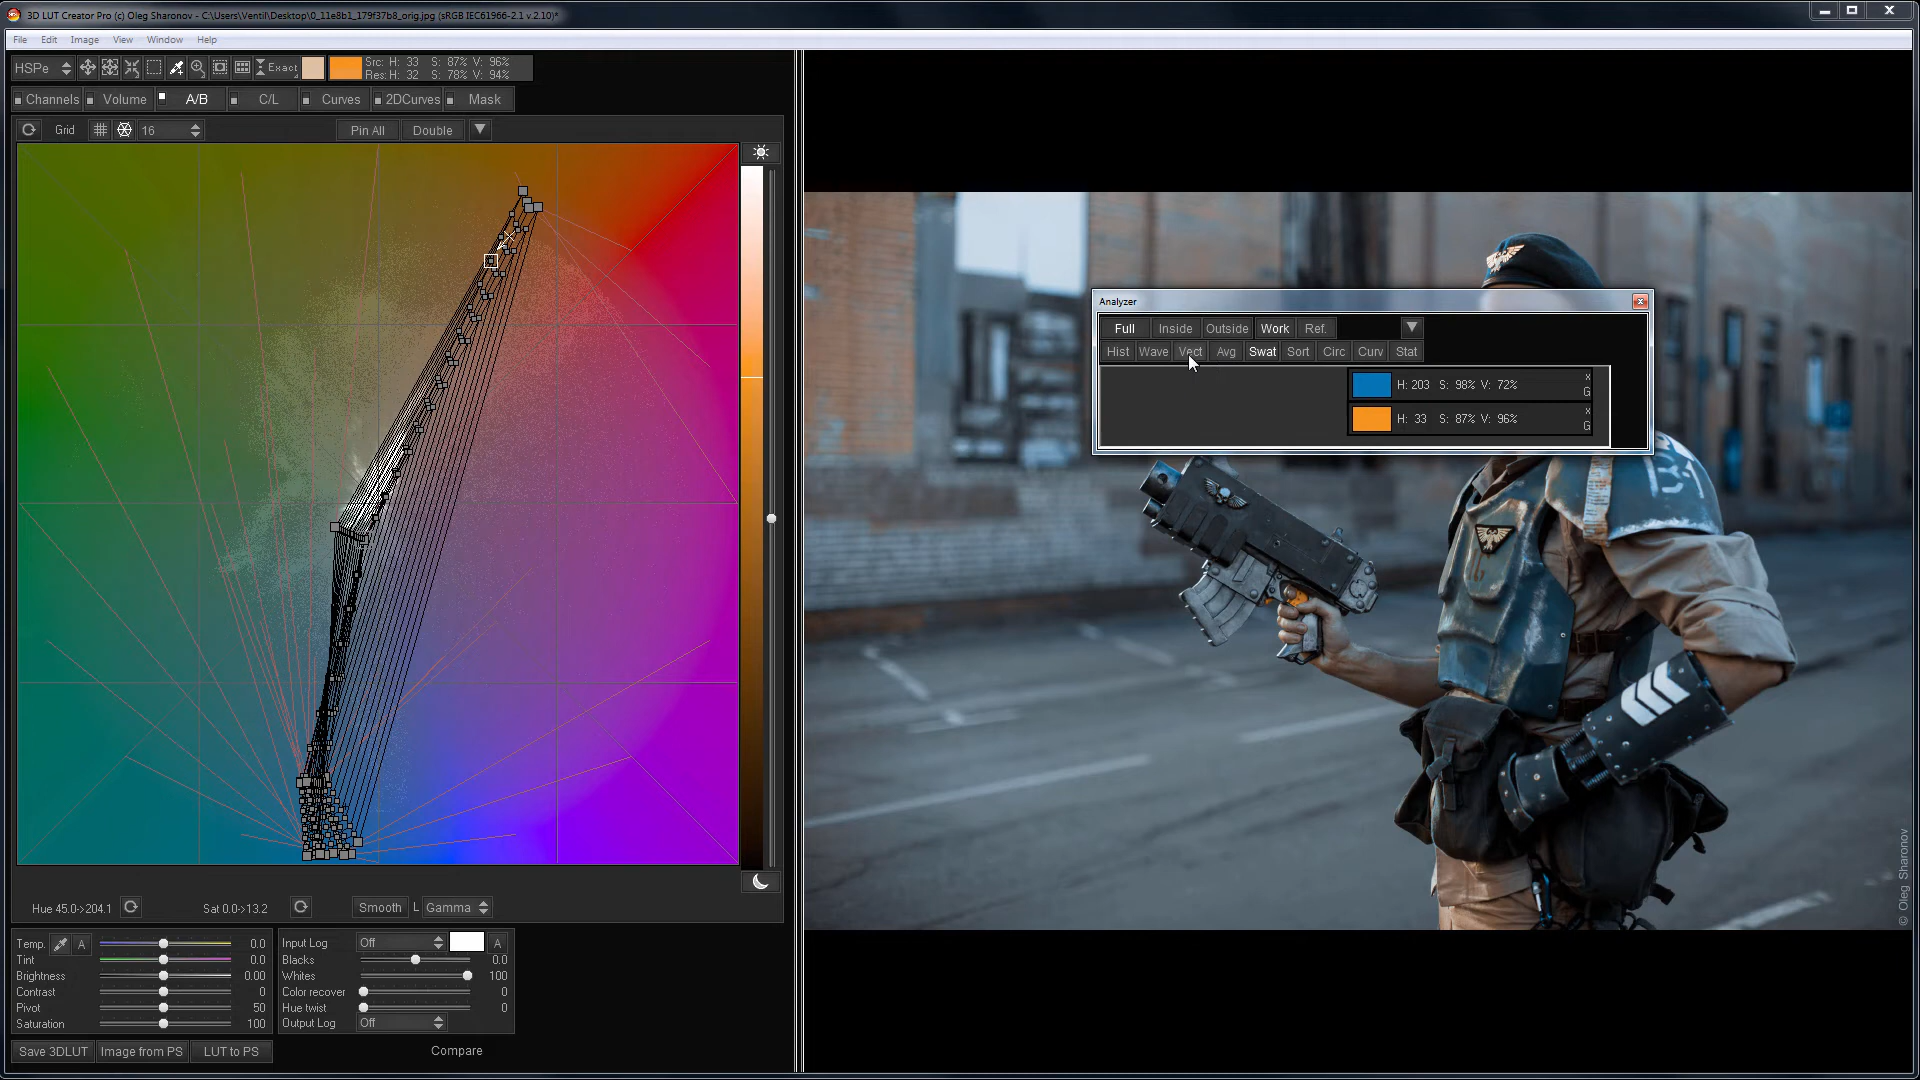 3D LUT Creator Pro (c) Oleg Sharonov - C:\Users\Ventil\Desktop\0_11e8b1_179f37b8_orig.jpg (sRGB IEC61966-2.1 v.2.10)*
File Edit Image View Window Help
HSPe Exact Src: H: 33 S: 87% V: 96%
Res: H: 32 S: 78% V: 94%
Channels Volume A/B C/L Curves 2DCurves Mask
Grid 16 Pin All Double
Analyzer
Full Inside Outside Work Ref.
Hist Wave Vect Avg Swat Sort Circ Curv Stat
H: 203 S: 98% V: 72% x
G
H: 33 S: 87% V: 96% x
G
Hue 45.0->204.1 Sat 0.0->13.2 Smooth L Gamma
Temp. A 0.0
Tint 0.0
Brightness 0.00
Contrast 0
Pivot 50
Saturation 100
Input Log Off A
Blacks 0.0
Whites 100
Color recover 0
Hue twist 0
Output Log Off
Save 3DLUT Image from PS LUT to PS Compare
© Oleg Sharonov